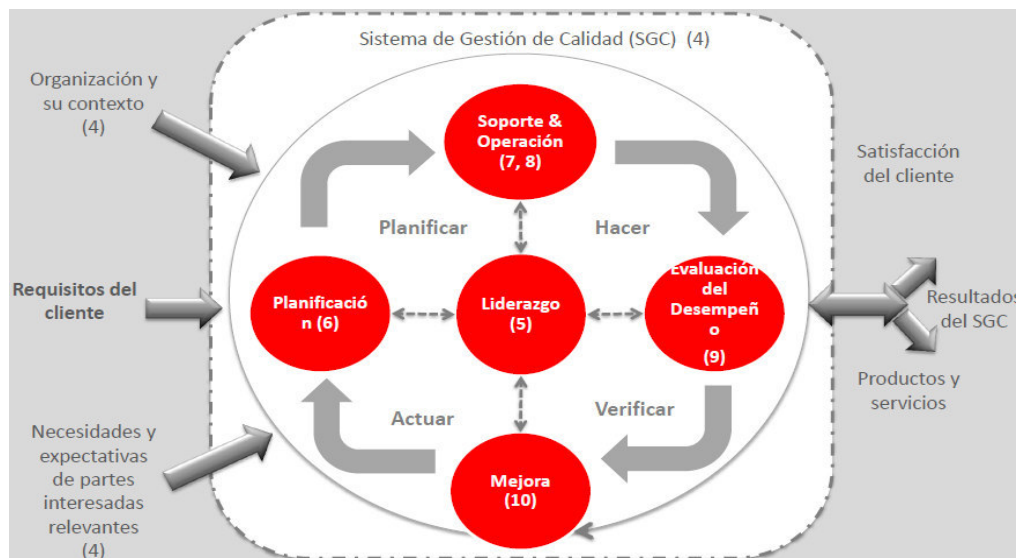 Sistema de Gestión de Calidad (SGC)  (4)
Organización y
su contexto
(4)
Soporte &
Operación
(7, 8)
Satisfacción
del cliente
Planificar
Hacer
Requisitos del
cliente
Planificació
n (6)
Liderazgo
(5)
Evaluación
del
Desempeñ
o
(9)
Resultados
del SGC
Productos y
servicios
Actuar
Verificar
Necesidades y
expectativas
de partes
interesadas
relevantes
(4)
Mejora
(10)